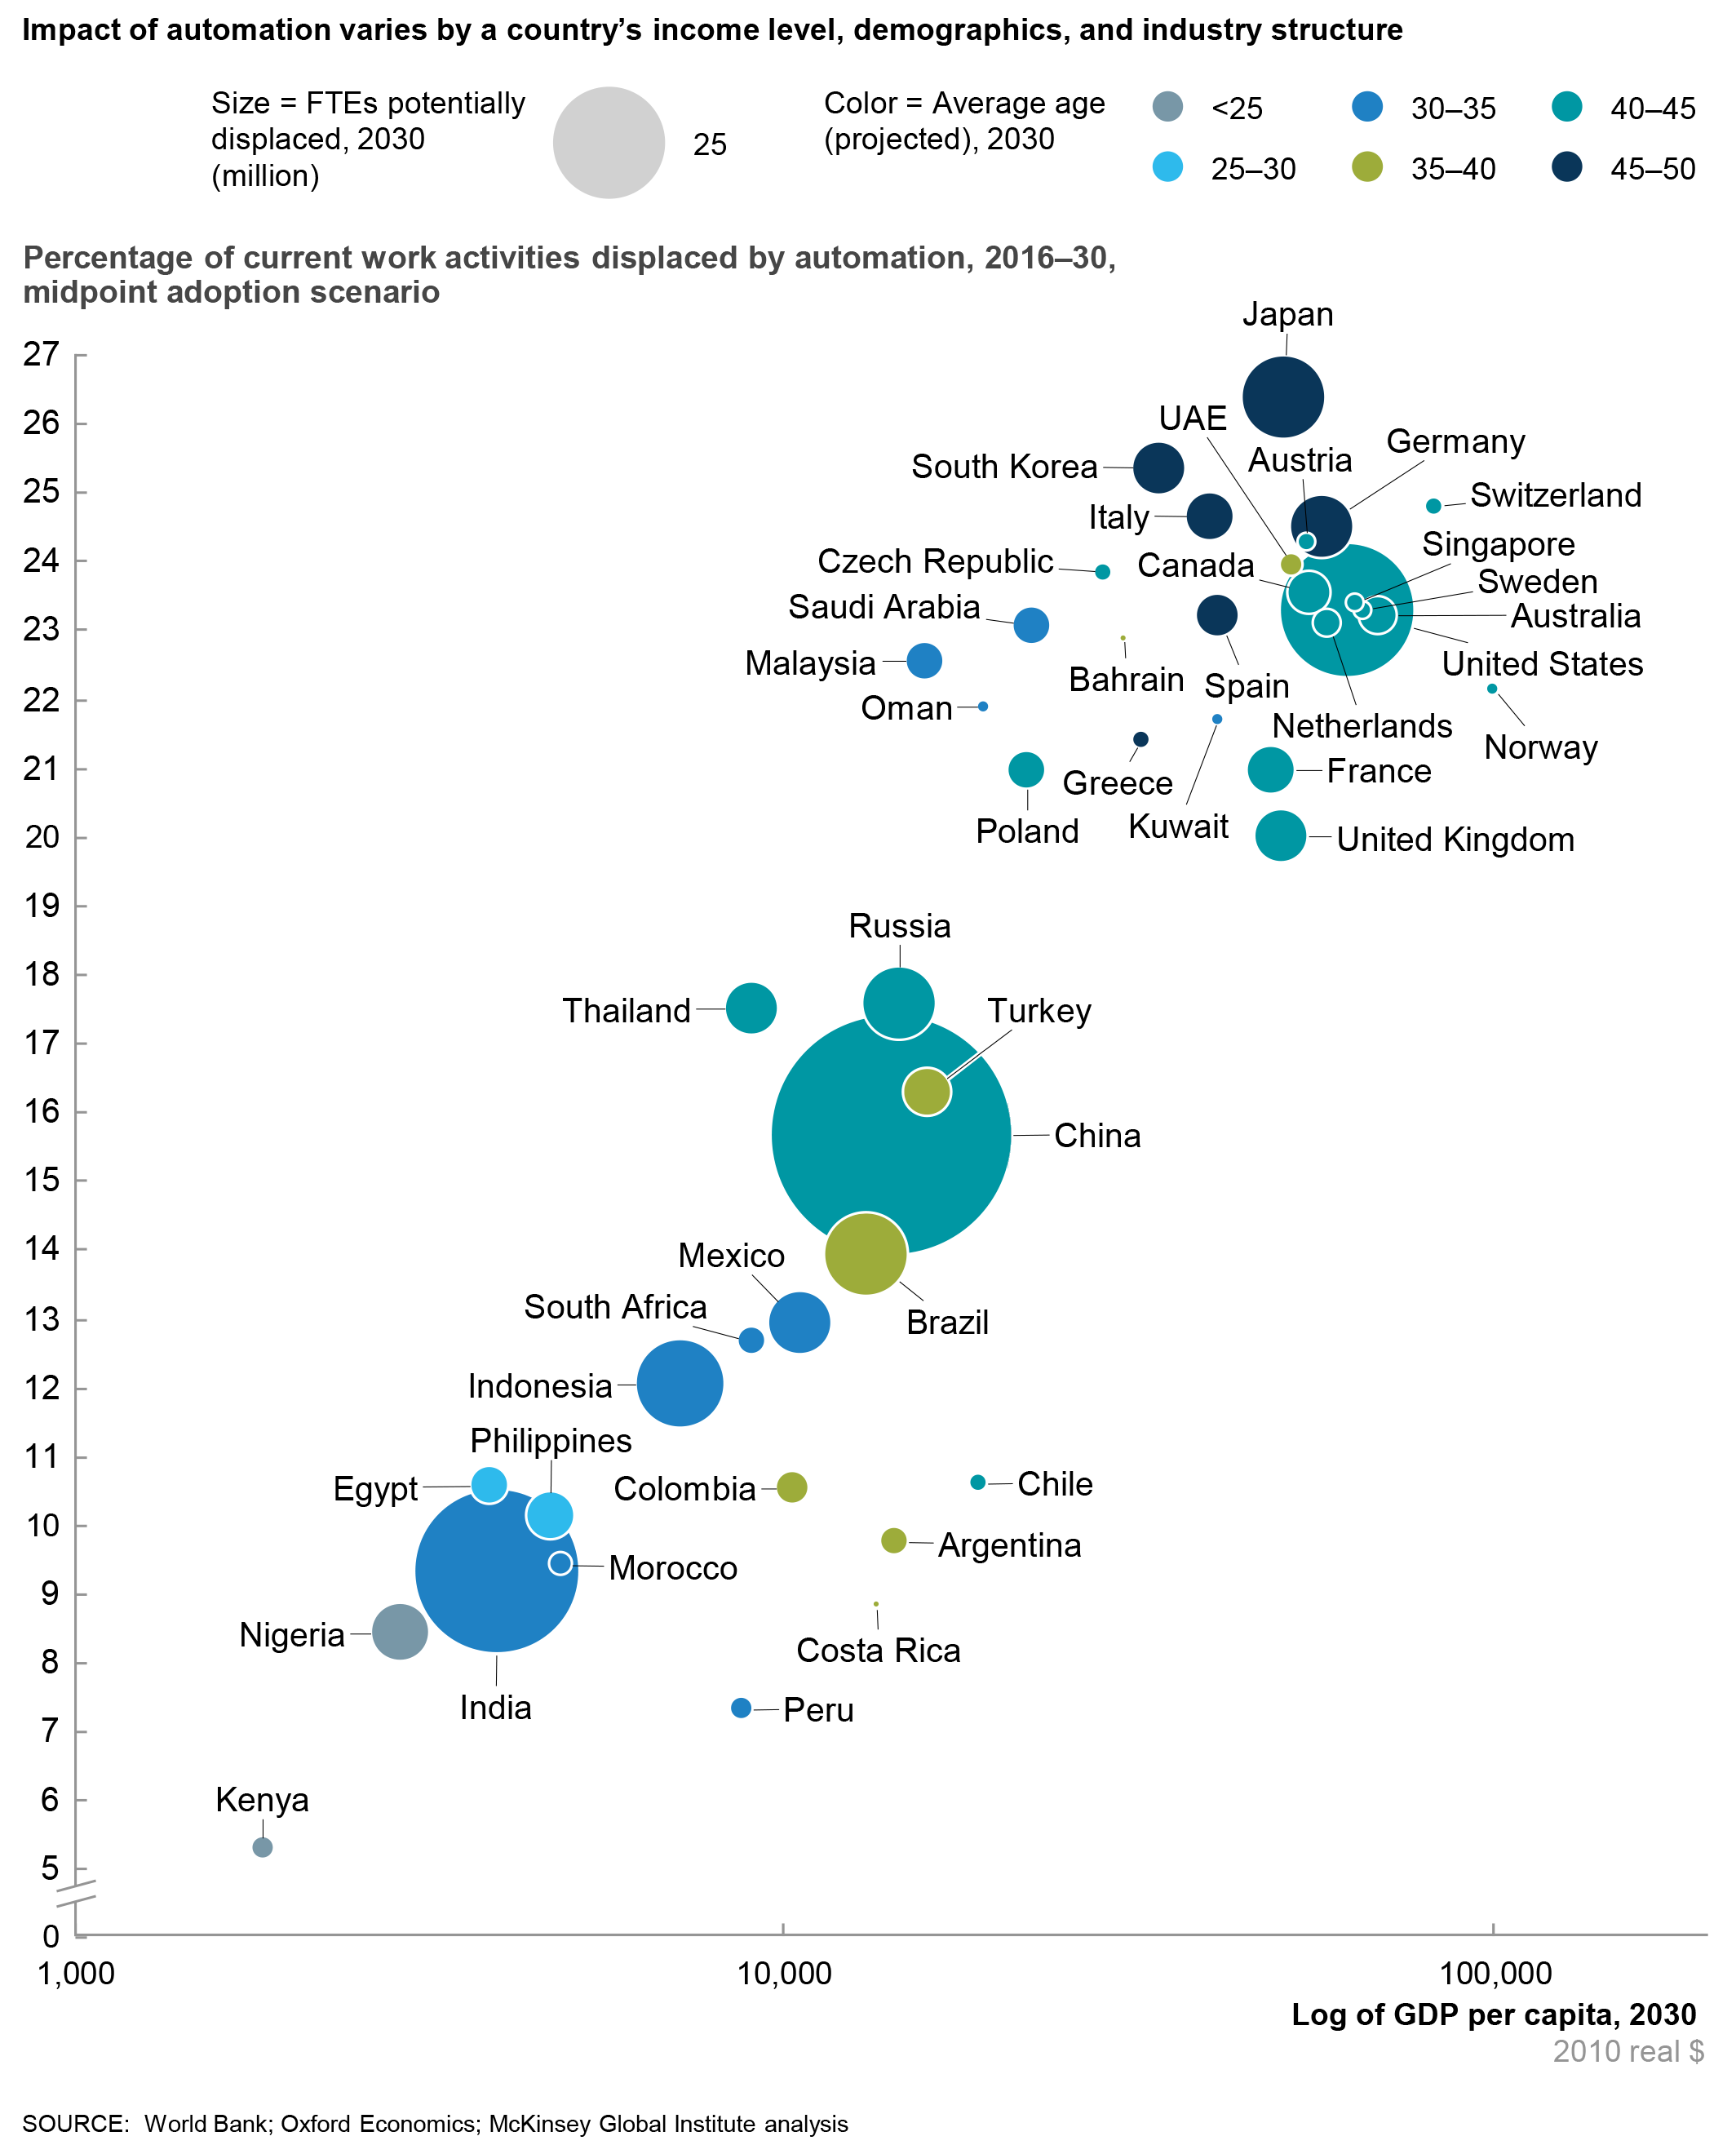 Impact of automation varies by a country’s income level, demographics, and industry structure
Size = FTEs potentially
displaced, 2030
(million)
25
Color = Average age
(projected), 2030
<25
30–35
40–45
25–30
35–40
45–50
Percentage of current work activities displaced by automation, 2016–30,
midpoint adoption scenario
Japan
27
26
UAE
Germany
Austria
South Korea
25
Switzerland
Italy
Singapore
24
Czech Republic
Canada
Sweden
Saudi Arabia
Australia
23
Malaysia
United States
Bahrain
Spain
22
Oman
Netherlands
Norway
21
France
Greece
Kuwait
20
Poland
United Kingdom
19
Russia
18
Thailand
Turkey
17
16
China
15
14
Mexico
South Africa
13
Brazil
12
Indonesia
Philippines
11
Egypt
Colombia
Chile
10
Argentina
Morocco
9
Nigeria
Costa Rica
8
India
Peru
7
Kenya
6
5
0
1,000
10,000
100,000
Log of GDP per capita, 2030
2010 real $
SOURCE: World Bank; Oxford Economics; McKinsey Global Institute analysis